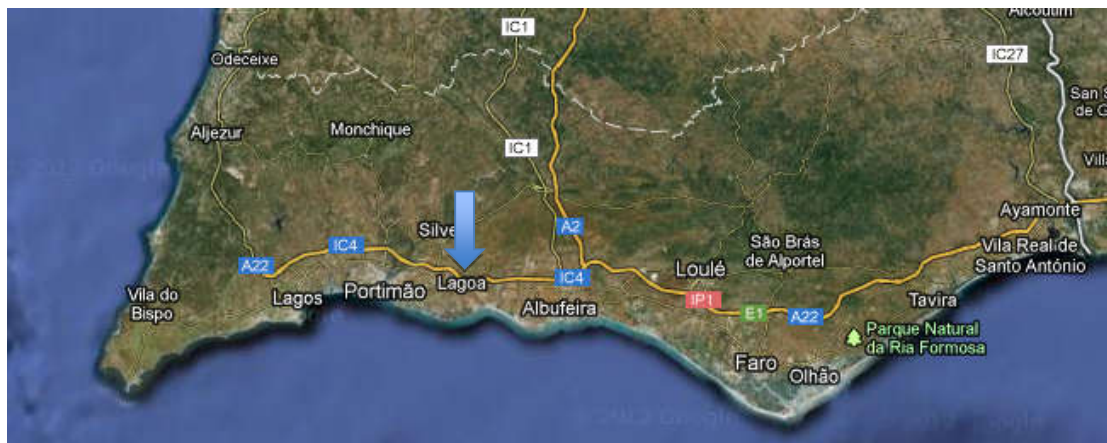 Alcoutim
IC1
Odeceixe
IC27
San S
de G
Aljezur
Monchique
IC1
Villa
Ayamonte
Silve
A2
São Brás
de Alportel
Vila Real de
Santo António
IC4
A22
Loulé
Lagoa
IC4
Vila do
Bispo
Lagos
Portimão
Albufeira
IP1
Tavira
E1
A22
Parque Natural
da Ria Formosa
Faro
Olhão